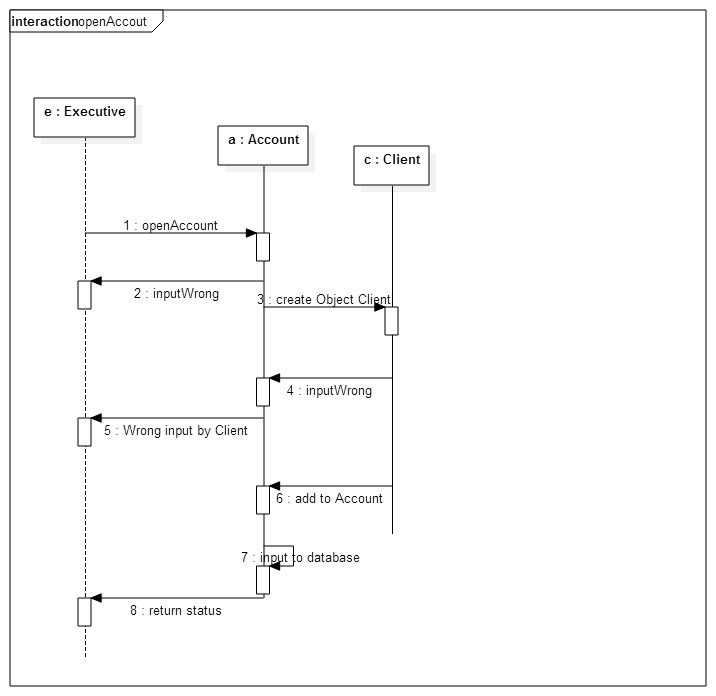 interactionopenAccout
e : Executive
a : Account
c : Client
1 : openAccount
2 : inputWrong
3 : create Object Client
4 : inputWrong
5 : Wrong input by Client
6 : add to Account
7 : input to database
8 : return status